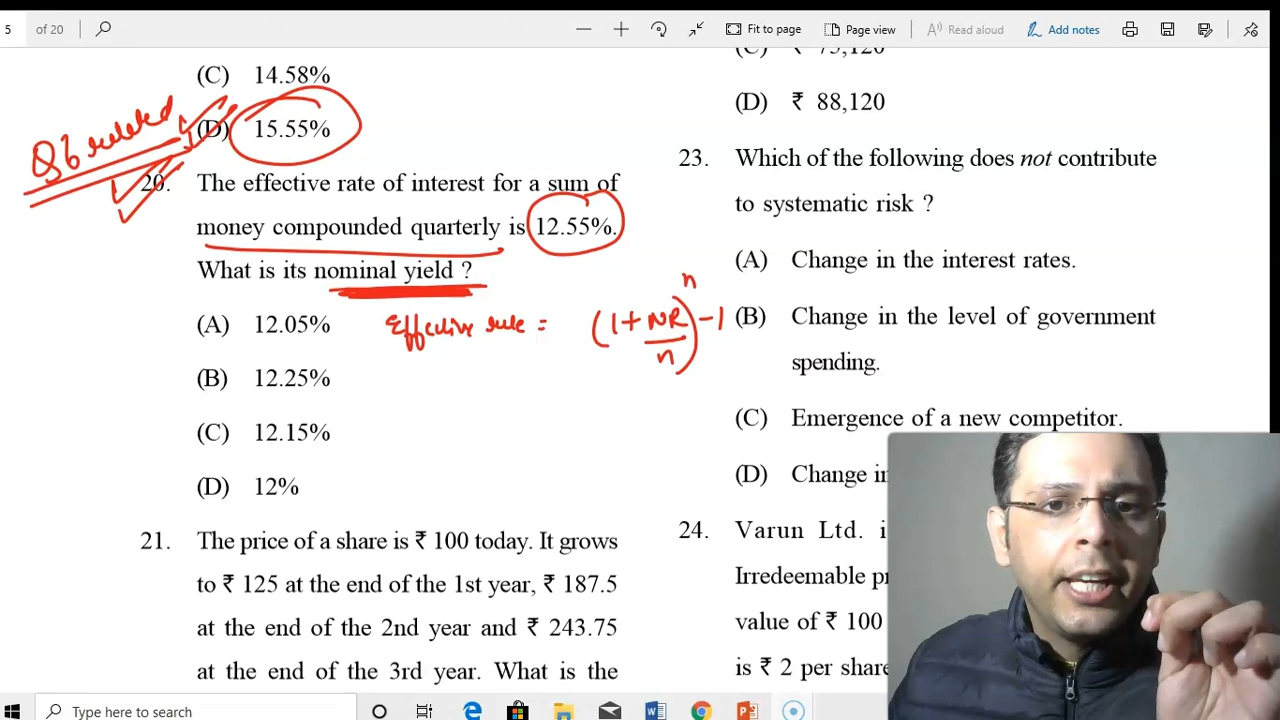 5 of 20 Fit to page Page view Read aloud Add notes
(C) 14.58%
(D) 15.55%
Q6 related
20. The effective rate of interest for a sum of
money compounded quarterly is 12.55%.
What is its nominal yield ?
Effective rate = (1 + NR/n)^n - 1
(A) 12.05%
(B) 12.25%
(C) 12.15%
(D) 12%
21. The price of a share is ₹ 100 today. It grows
to ₹ 125 at the end of the 1st year, ₹ 187.5
at the end of the 2nd year and ₹ 243.75
at the end of the 3rd year. What is the
(D) ₹ 88,120
23. Which of the following does not contribute
to systematic risk ?
(A) Change in the interest rates.
(B) Change in the level of government
spending.
(C) Emergence of a new competitor.
(D) Change in
24. Varun Ltd. i
Irredeemable pr
value of ₹ 100
is ₹ 2 per share
Type here to search